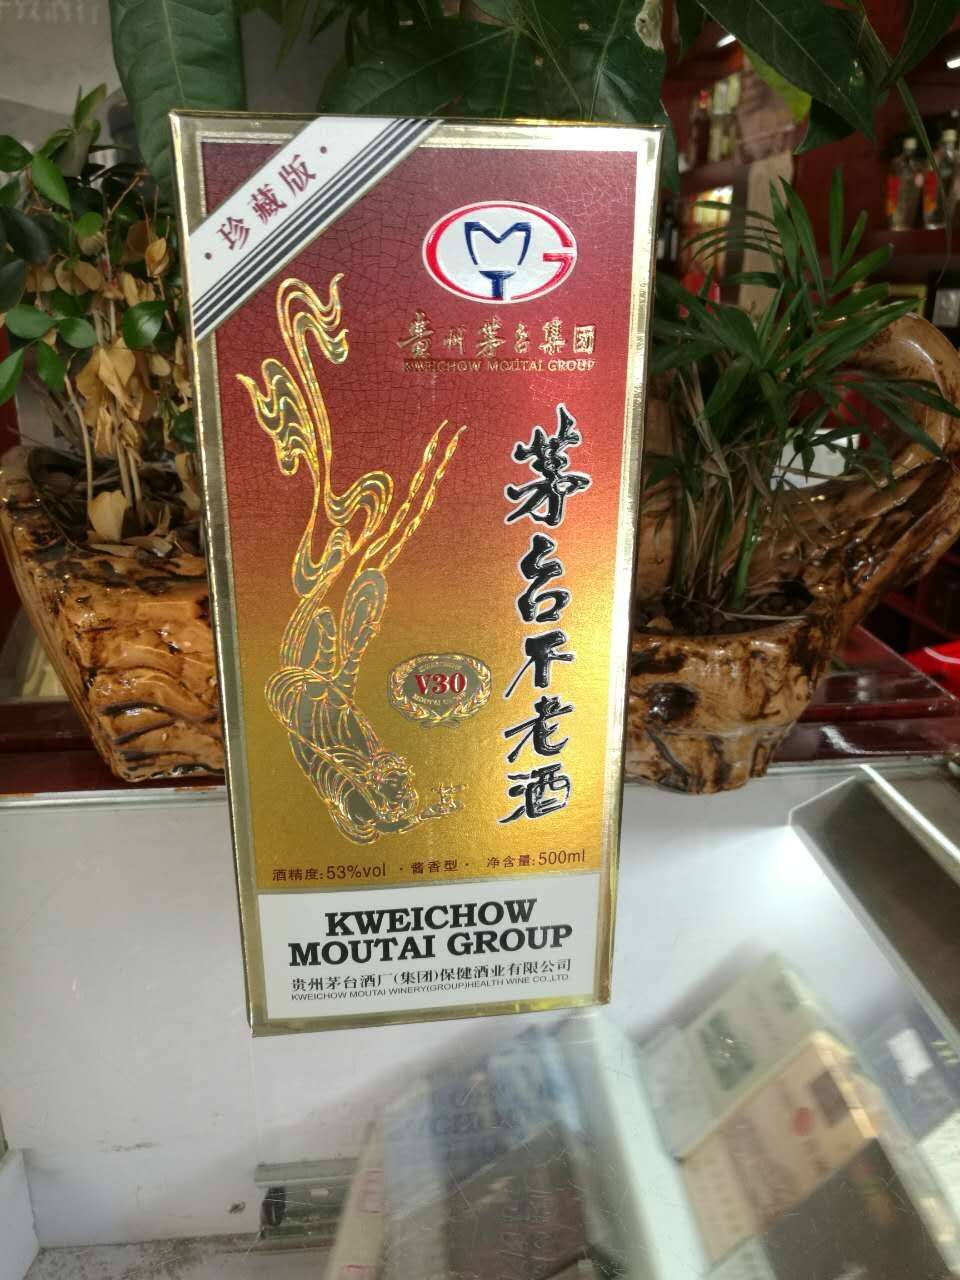 ·珍藏版·
MG
贵州茅台集团
KWEICHOW MOUTAI GROUP
茅台不老酒
V30
酒精度:53%vol ·酱香型· 净含量:500ml
KWEICHOW
MOUTAI GROUP
贵州茅台酒厂(集团)保健酒业有限公司
KWEICHOW MOUTAI WINERY(GROUP)HEALTH WINE CO.,LTD.